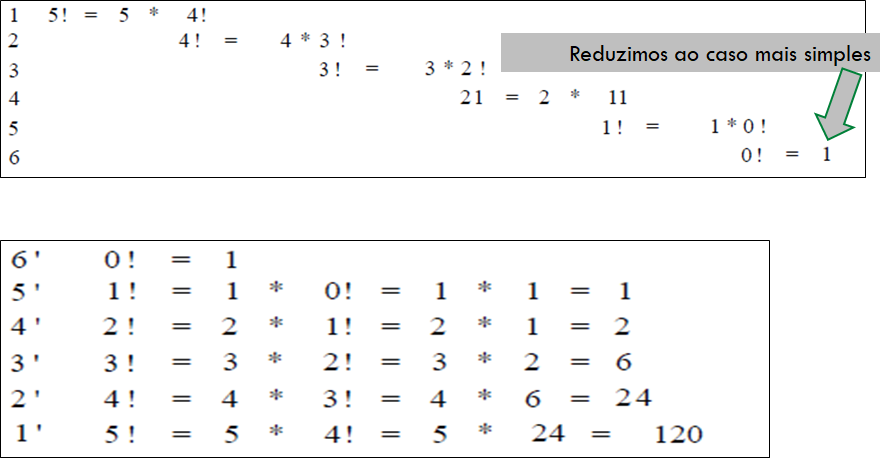 1 5! = 5 * 4!
2 4! = 4 * 3 !
Reduzimos ao caso mais simples
3 3! = 3 * 2 !
4 21 = 2 * 11
5 1! = 1 * 0!
6 0! = 1
6' 0! = 1
5' 1! = 1 * 0! = 1 * 1 = 1
4' 2! = 2 * 1! = 2 * 1 = 2
3' 3! = 3 * 2! = 3 * 2 = 6
2' 4! = 4 * 3! = 4 * 6 = 24
1' 5! = 5 * 4! = 5 * 24 = 120